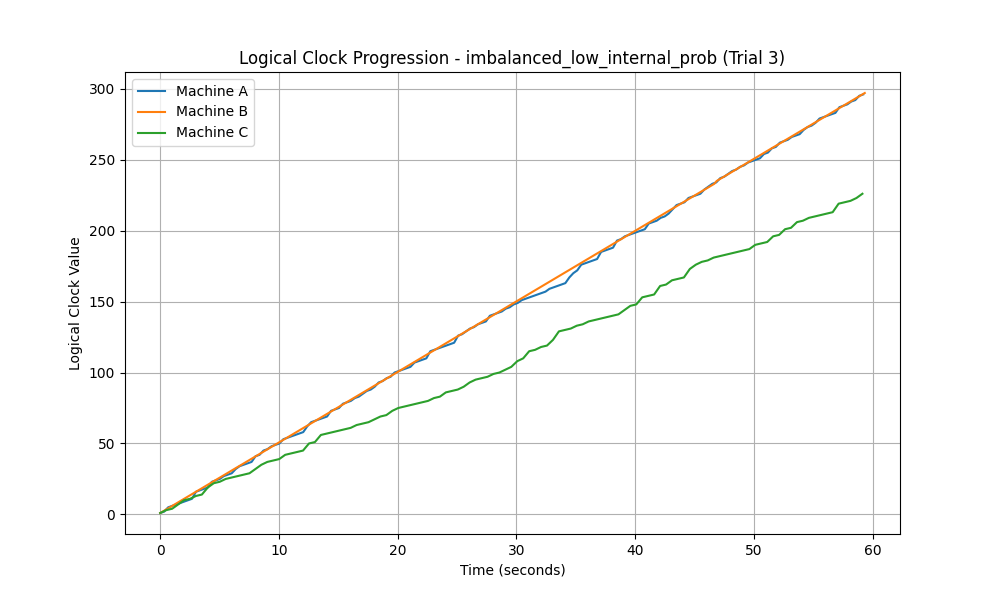 Logical Clock Progression - imbalanced_low_internal_prob (Trial 3)
Machine A
Machine B
Machine C
Logical Clock Value
300
250
200
150
100
50
0
0 10 20 30 40 50 60
Time (seconds)